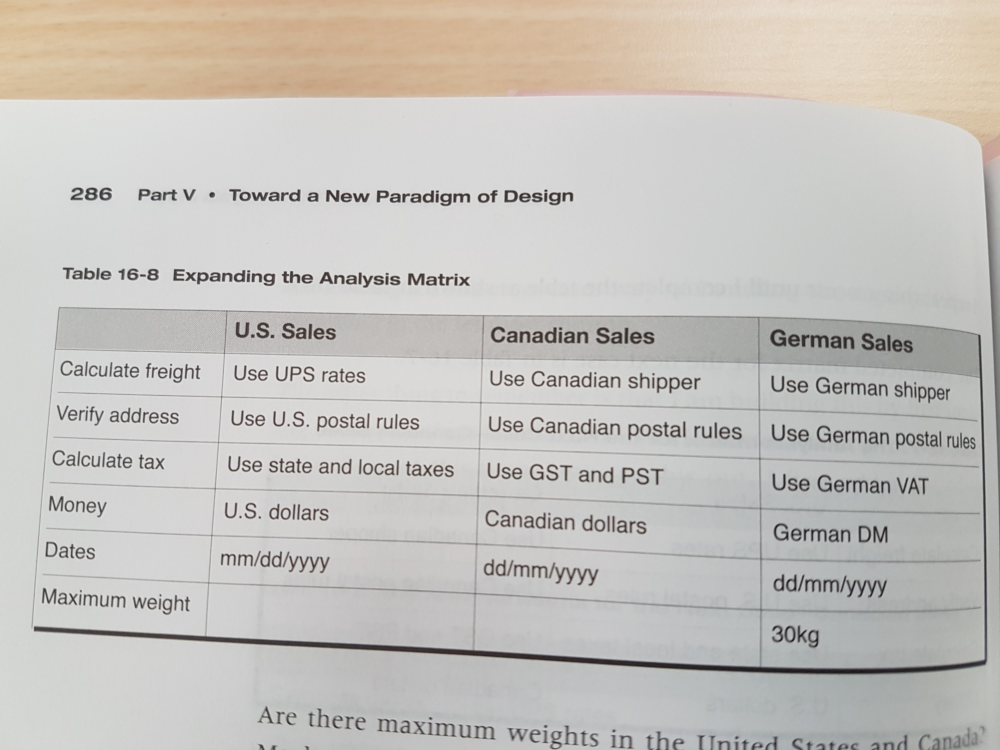 286 Part V • Toward a New Paradigm of Design
Table 16-8 Expanding the Analysis Matrix
U.S. Sales Canadian Sales German Sales
Calculate freight Use UPS rates Use Canadian shipper Use German shipper
Verify address Use U.S. postal rules Use Canadian postal rules Use German postal rules
Calculate tax Use state and local taxes Use GST and PST Use German VAT
Money U.S. dollars Canadian dollars German DM
Dates mm/dd/yyyy dd/mm/yyyy dd/mm/yyyy
Maximum weight 30kg
Are there maximum weights in the United States and Canada?